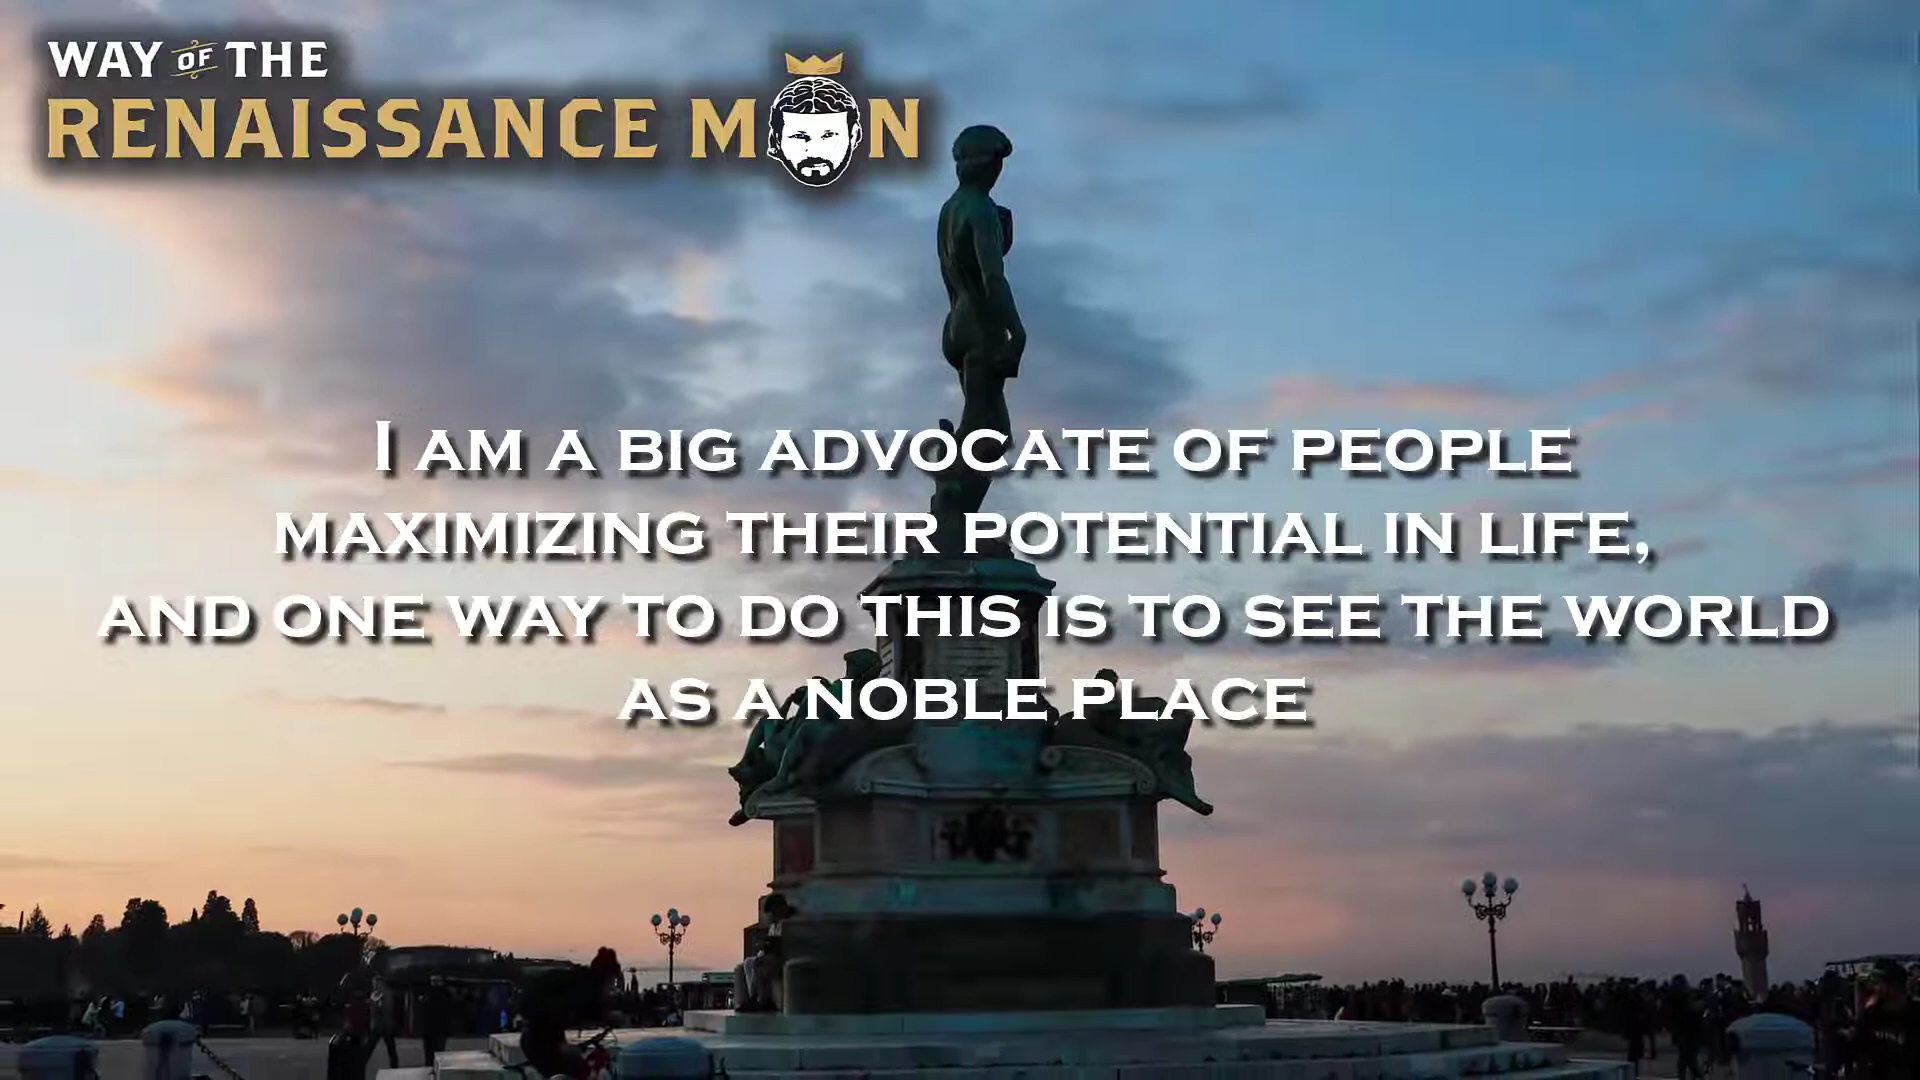 WAY OF THE
RENAISSANCE MAN
I AM A BIG ADVOCATE OF PEOPLE
MAXIMIZING THEIR POTENTIAL IN LIFE,
AND ONE WAY TO DO THIS IS TO SEE THE WORLD
AS A NOBLE PLACE